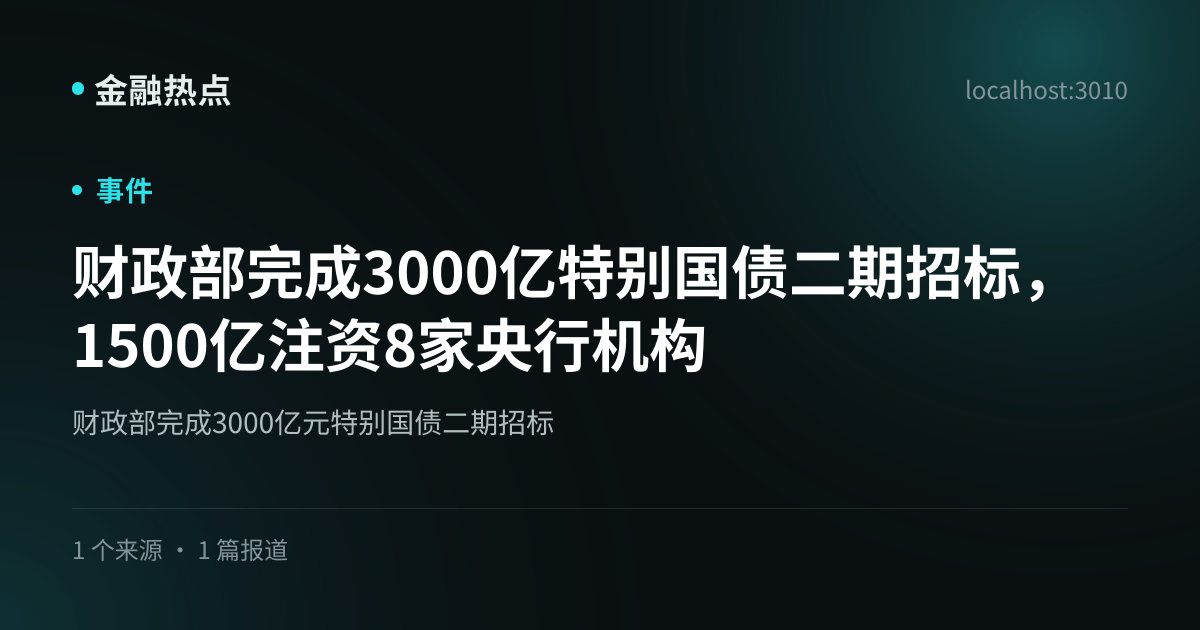 金融热点
localhost:3010
事件
财政部完成3000亿特别国债二期招标，
1500亿注资8家央行机构
财政部完成3000亿元特别国债二期招标
1 个来源 · 1 篇报道